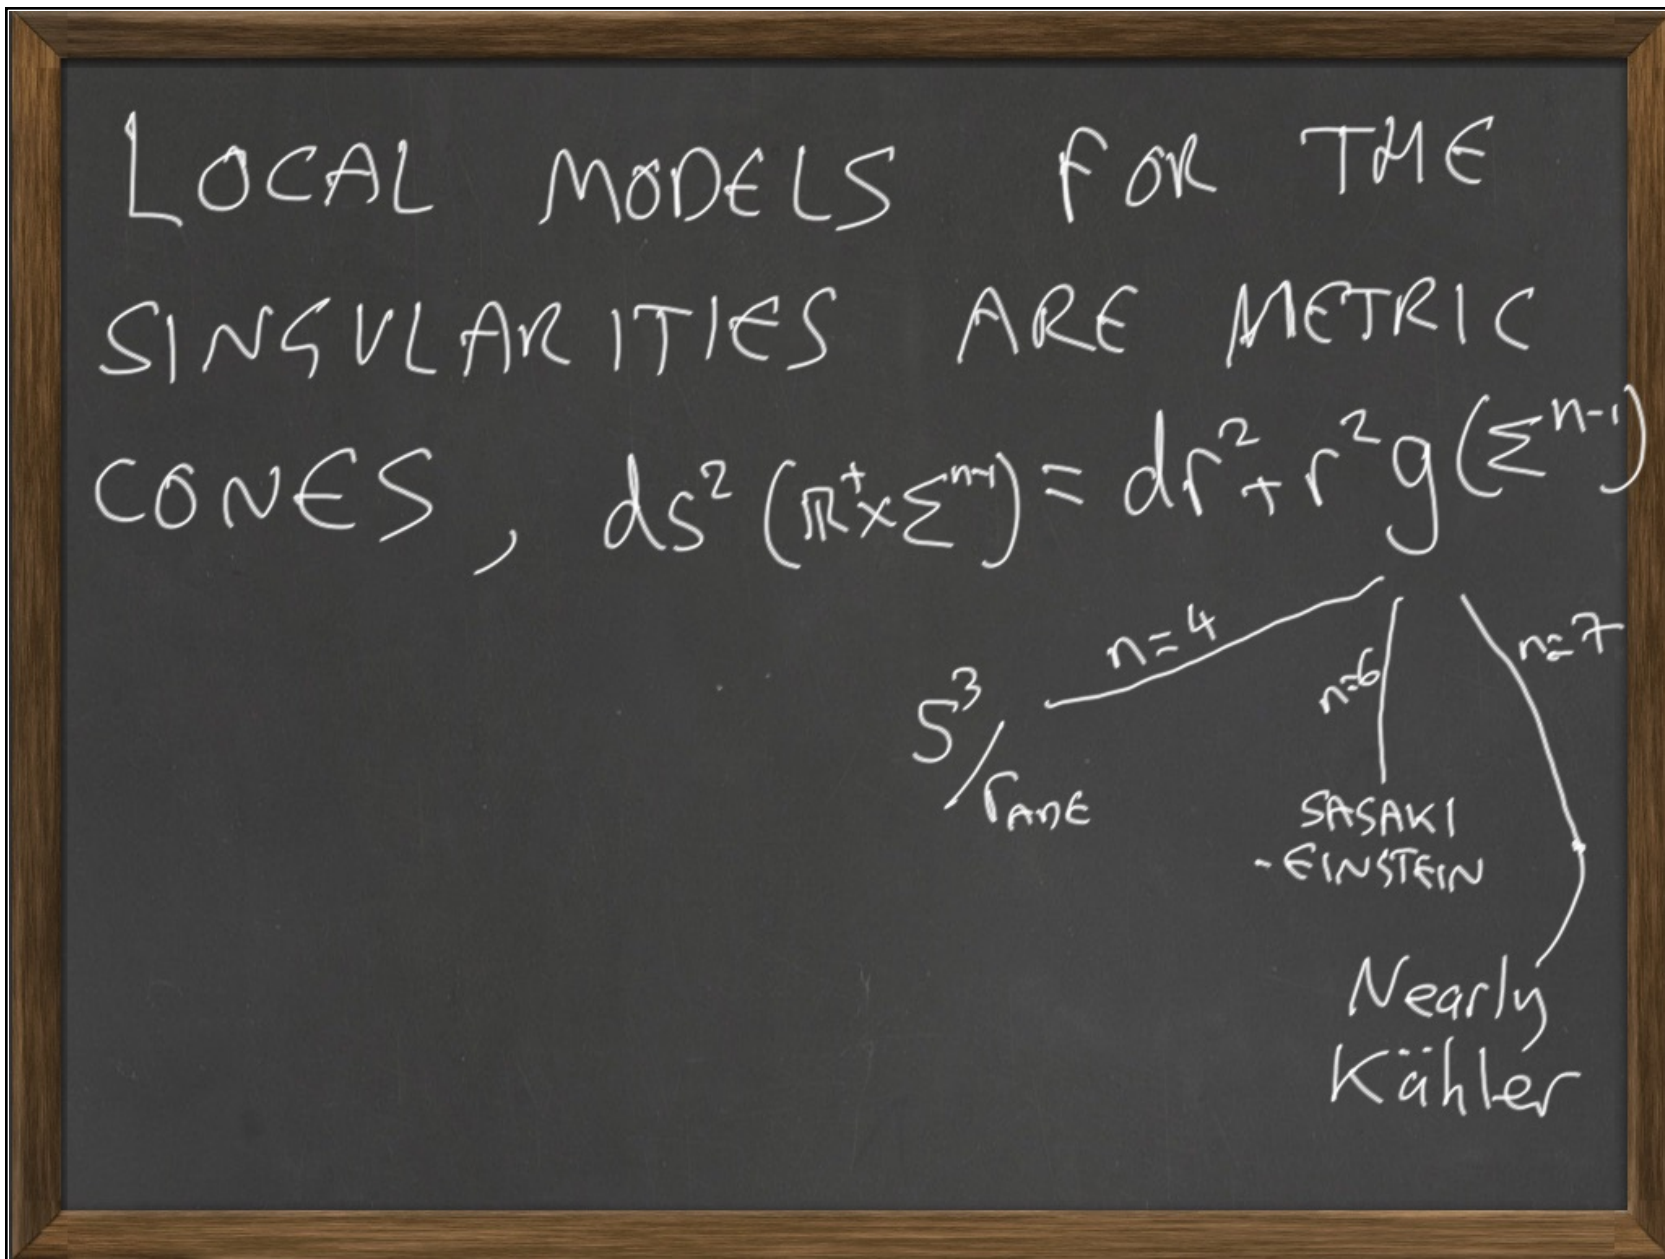 LOCAL MODELS FOR THE
SINGULARITIES ARE METRIC
CONES, ds² (ℝ⁺×Σⁿ⁻¹) = dr² + r² g(Σⁿ⁻¹)
n=4
n=6
n=7
S³/Γ_ADE
SASAKI
-EINSTEIN
Nearly
Kähler